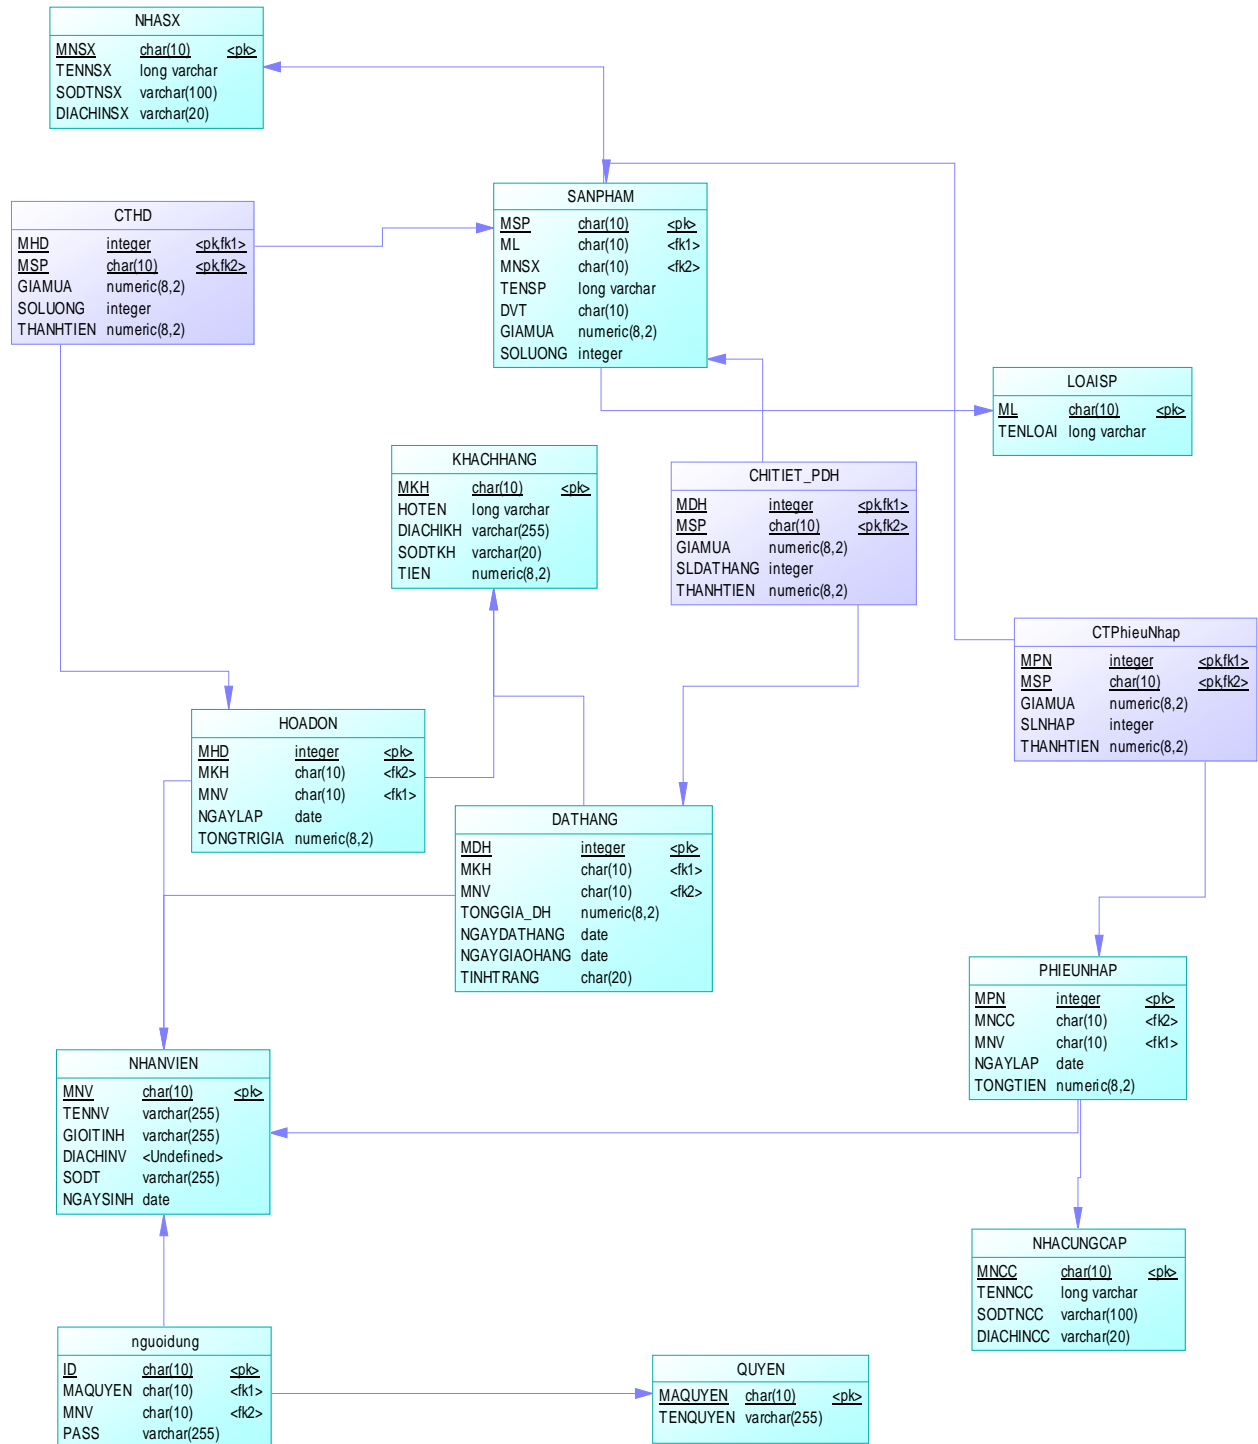 NHASX
MNSX char(10) <pk>
TENNSX long varchar
SODTNSX varchar(100)
DIACHINSX varchar(20)
SANPHAM
MSP char(10) <pk>
ML char(10) <fk1>
MNSX char(10) <fk2>
TENSP long varchar
DVT char(10)
GIAMUA numeric(8,2)
SOLUONG integer
CTHD
MHD integer <pk,fk1>
MSP char(10) <pk,fk2>
GIAMUA numeric(8,2)
SOLUONG integer
THANHTIEN numeric(8,2)
LOAISP
ML char(10) <pk>
TENLOAI long varchar
KHACHHANG
MKH char(10) <pk>
HOTEN long varchar
DIACHIKH varchar(255)
SODTKH varchar(20)
TIEN numeric(8,2)
CHITIET_PDH
MDH integer <pk,fk1>
MSP char(10) <pk,fk2>
GIAMUA numeric(8,2)
SLDATHANG integer
THANHTIEN numeric(8,2)
CTPhieuNhap
MPN integer <pk,fk1>
MSP char(10) <pk,fk2>
GIAMUA numeric(8,2)
SLNHAP integer
THANHTIEN numeric(8,2)
HOADON
MHD integer <pk>
MKH char(10) <fk2>
MNV char(10) <fk1>
NGAYLAP date
TONGTRIGIA numeric(8,2)
DATHANG
MDH integer <pk>
MKH char(10) <fk1>
MNV char(10) <fk2>
TONGGIA_DH numeric(8,2)
NGAYDATHANG date
NGAYGIAOHANG date
TINHTRANG char(20)
PHIEUNHAP
MPN integer <pk>
MNCC char(10) <fk2>
MNV char(10) <fk1>
NGAYLAP date
TONGTIEN numeric(8,2)
NHANVIEN
MNV char(10) <pk>
TENNV varchar(255)
GIOITINH varchar(255)
DIACHINV <Undefined>
SODT varchar(255)
NGAYSINH date
NHACUNGCAP
MNCC char(10) <pk>
TENNCC long varchar
SODTNCC varchar(100)
DIACHINCC varchar(20)
nguoidung
ID char(10) <pk>
MAQUYEN char(10) <fk1>
MNV char(10) <fk2>
PASS varchar(255)
QUYEN
MAQUYEN char(10) <pk>
TENQUYEN varchar(255)